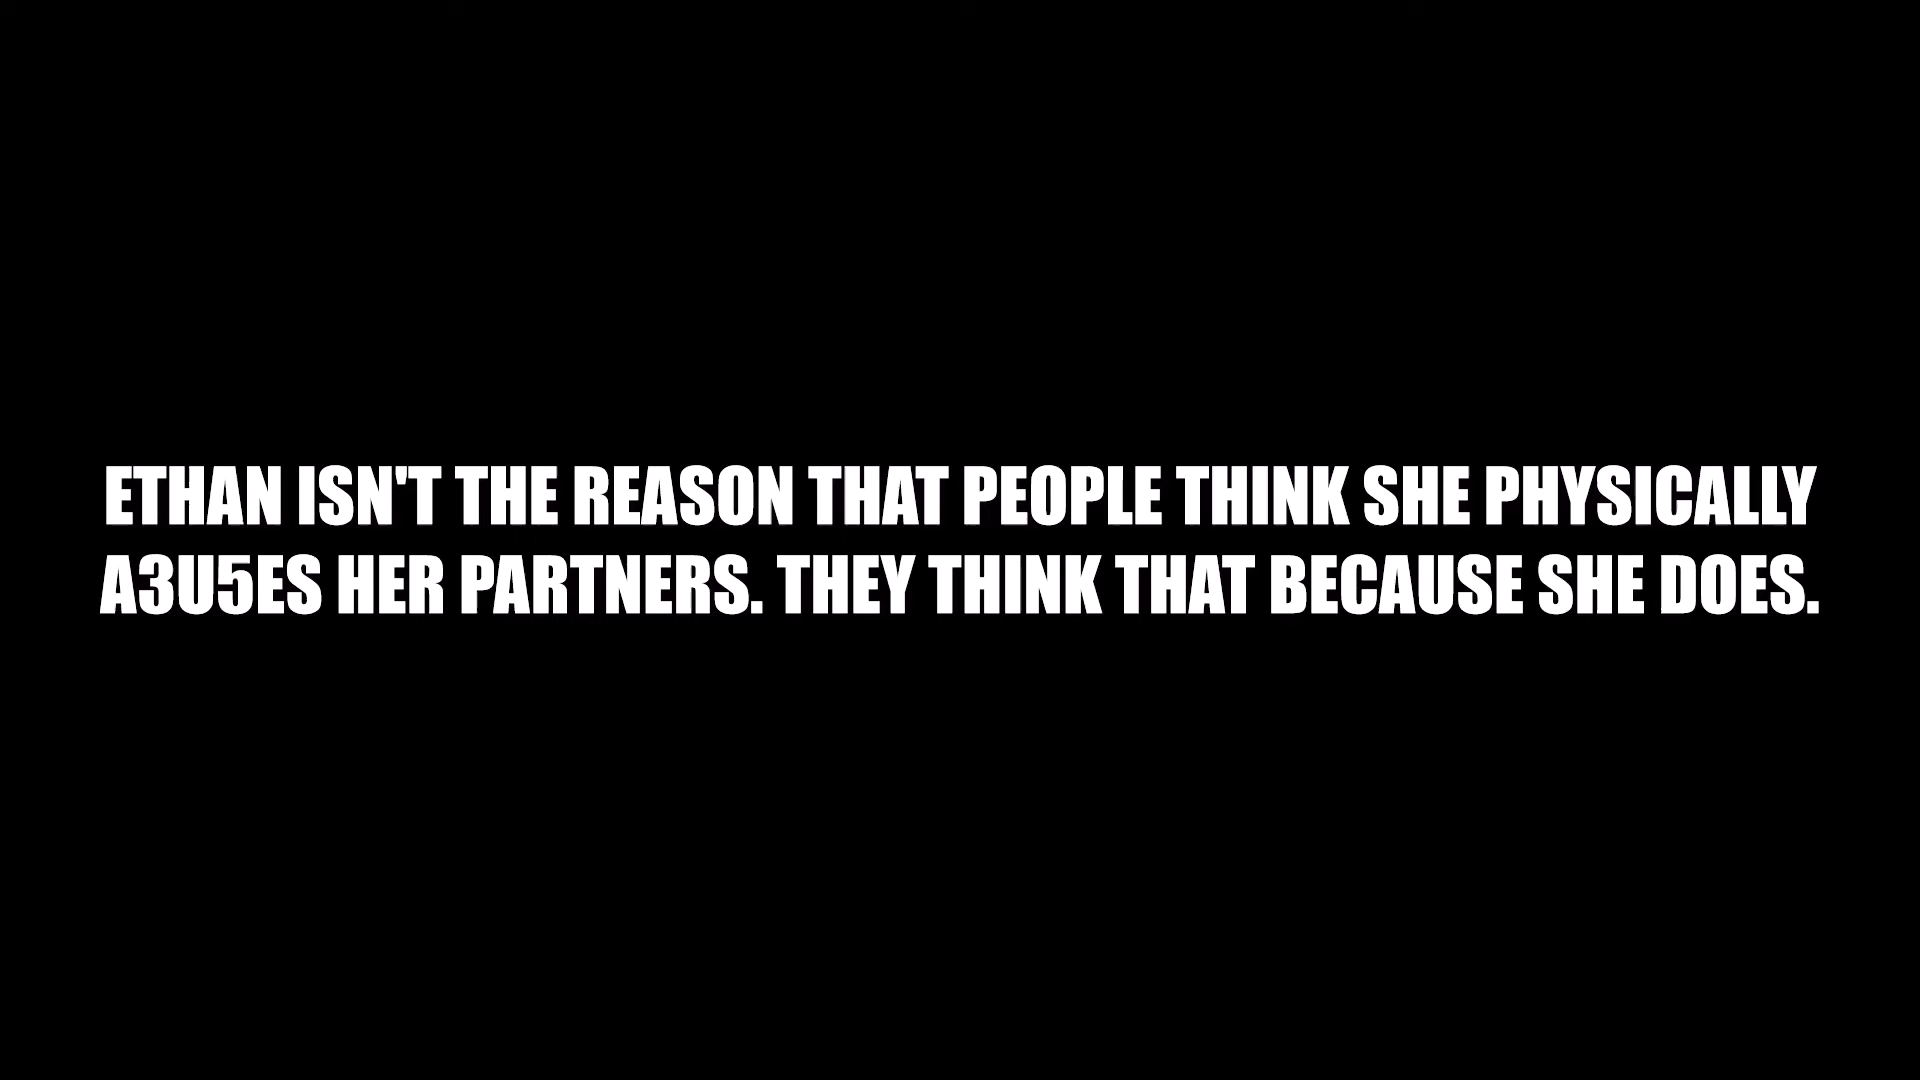 ETHAN ISN'T THE REASON THAT PEOPLE THINK SHE PHYSICALLY
A3U5ES HER PARTNERS. THEY THINK THAT BECAUSE SHE DOES.